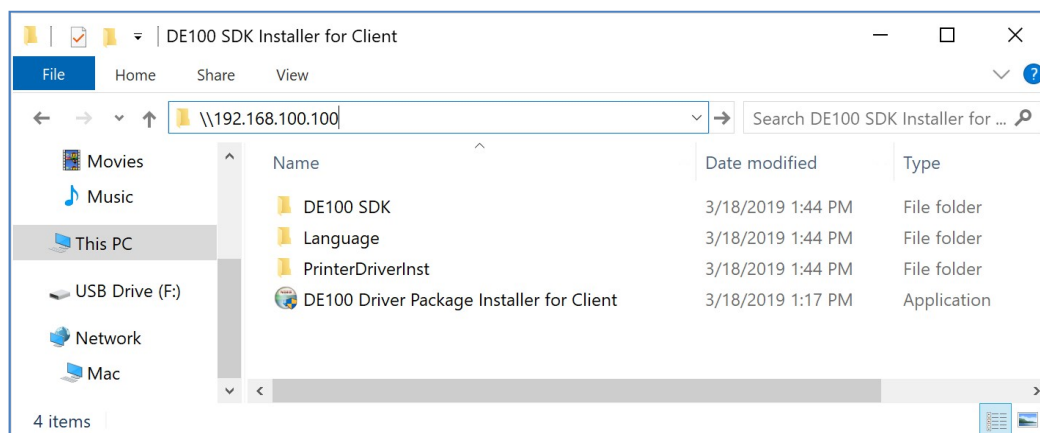 DE100 SDK Installer for Client
File Home Share View
\\192.168.100.100 Search DE100 SDK Installer for ...
Movies
Music
This PC
USB Drive (F:)
Network
Mac
Name Date modified Type
DE100 SDK 3/18/2019 1:44 PM File folder
Language 3/18/2019 1:44 PM File folder
PrinterDriverInst 3/18/2019 1:44 PM File folder
DE100 Driver Package Installer for Client 3/18/2019 1:17 PM Application
4 items